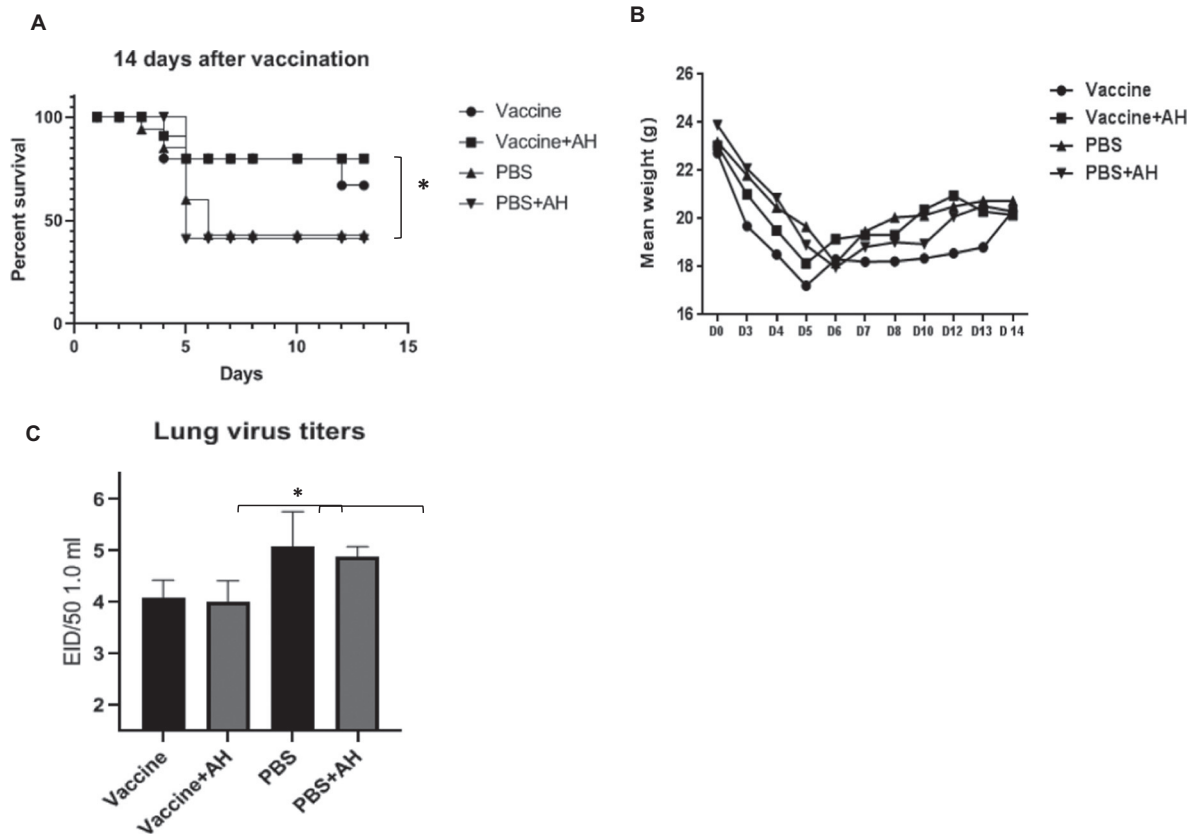 A
14 days after vaccination
Percent survival
100
50
0
0 5 10 15
Days
Vaccine
Vaccine+AH
PBS
PBS+AH
*
B
Mean weight (g)
26
24
22
20
18
16
D0 D3 D4 D5 D6 D7 D8 D10 D12 D13 D 14
Vaccine
Vaccine+AH
PBS
PBS+AH
C
Lung virus titers
EID/50 1.0 ml
6
5
4
3
2
*
Vaccine
Vaccine+AH
PBS
PBS+AH